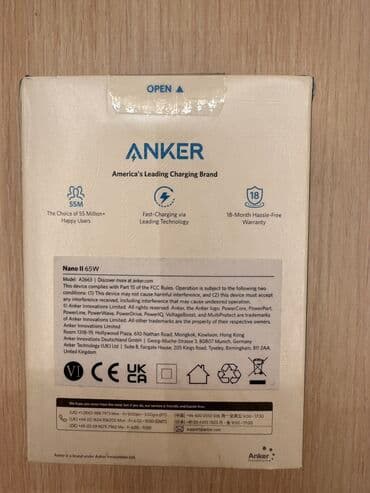 OPEN ▲
ANKER
America's Leading Charging Brand
55M
The Choice of 55 Million+
Happy Users
Fast-Charging via
Leading Technology
18
18-Month Hassle-Free
Warranty
Nano II 65W
Model: A2663 | Discover more at anker.com
This device complies with Part 15 of the FCC Rules. Operation is subject to the following two
conditions: (1) This device may not cause harmful interference, and (2) this device must accept
any interference received, including interference that may cause undesired operation.
© Anker Innovations Limited. All rights reserved. Anker, the Anker logo, PowerCore, PowerPort,
PowerLine, PowerWave, PowerDrive, PowerIQ, VoltageBoost, and MultiProtect are trademarks
of Anker Innovations Limited. All other trademarks are the property of their respective owners.
Anker Innovations Limited
Room 1318-19, Hollywood Plaza, 610 Nathan Road, Mongkok, Kowloon, Hong Kong
Anker Innovations Deutschland GmbH | Georg-Muche-Strasse 3, 80807 Munich, Germany
Anker Technology (UK) Ltd | Suite B, Fairgate House, 205 Kings Road, Tyseley, Birmingham, B11 2AA,
United Kingdom
VI
CE
UK
CA
support@anker.com
Anker
Anker is a brand under Anker Innovations Ltd.